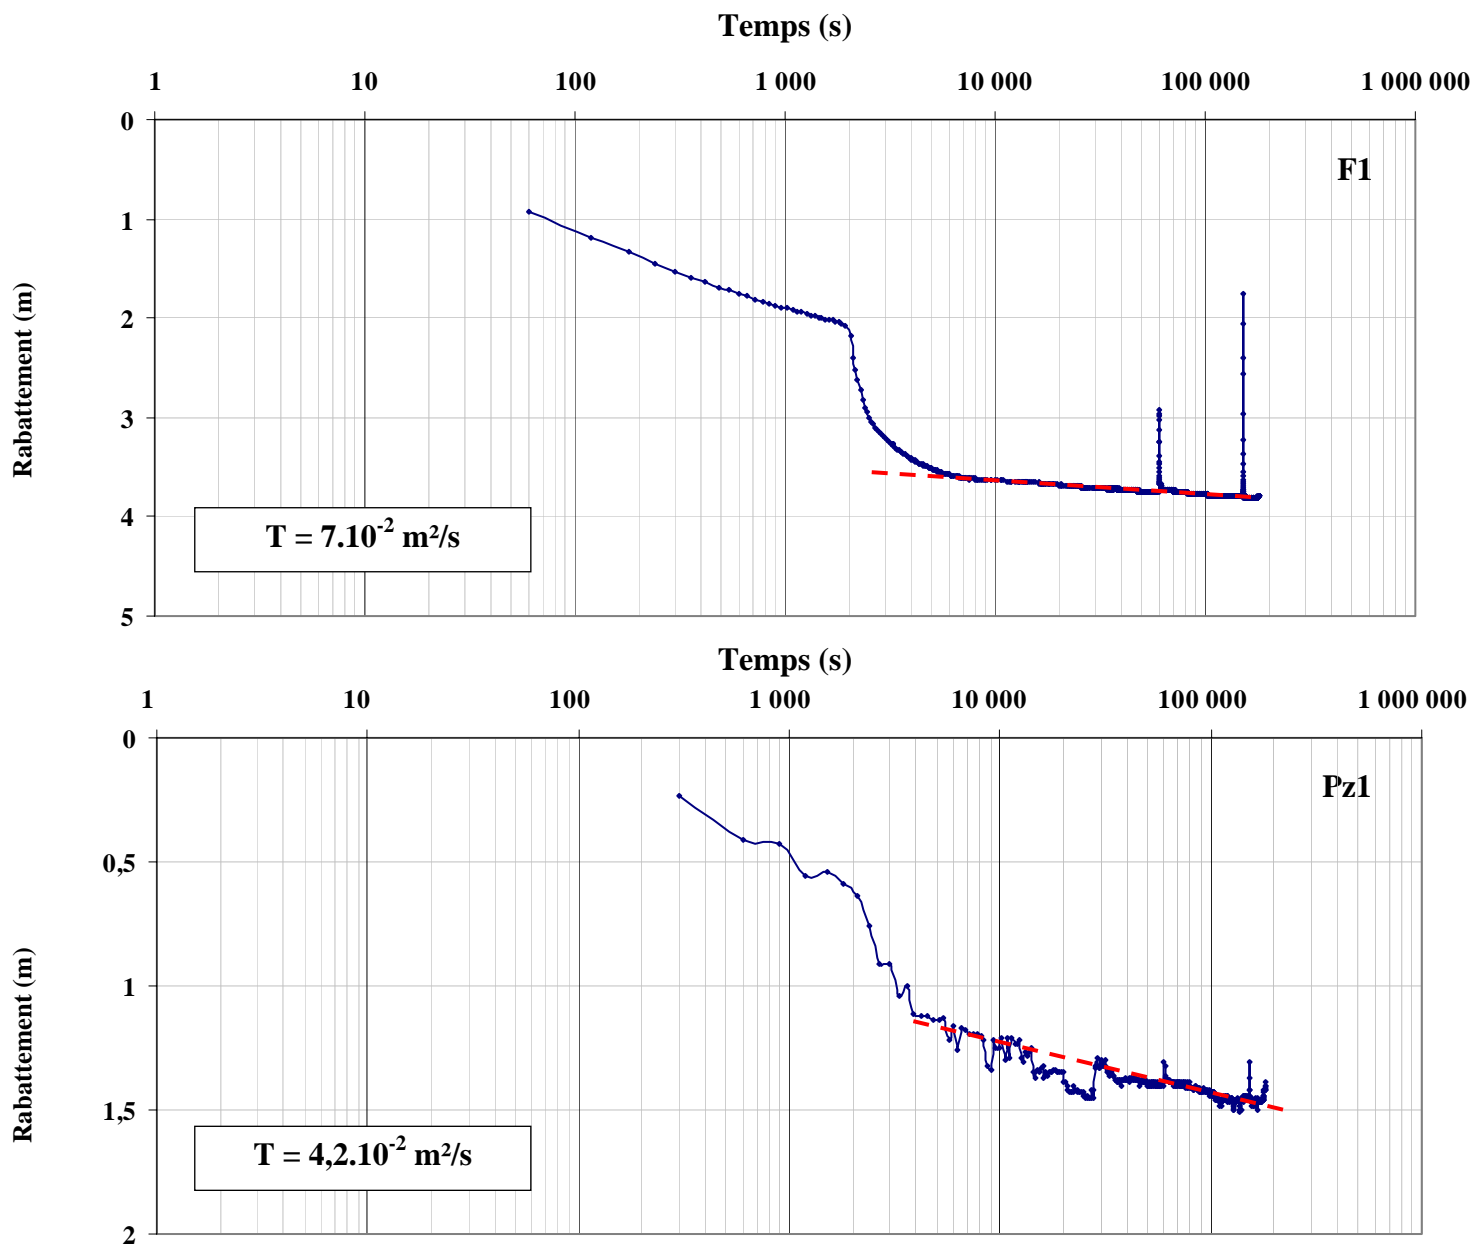 Temps (s)
1 10 100 1 000 10 000 100 000 1 000 000
0
F1
1
2
Rabattement (m)
3
4
T = 7.10⁻² m²/s
5
Temps (s)
1 10 100 1 000 10 000 100 000 1 000 000
0
Pz1
0,5
1
Rabattement (m)
1,5
T = 4,2.10⁻² m²/s
2